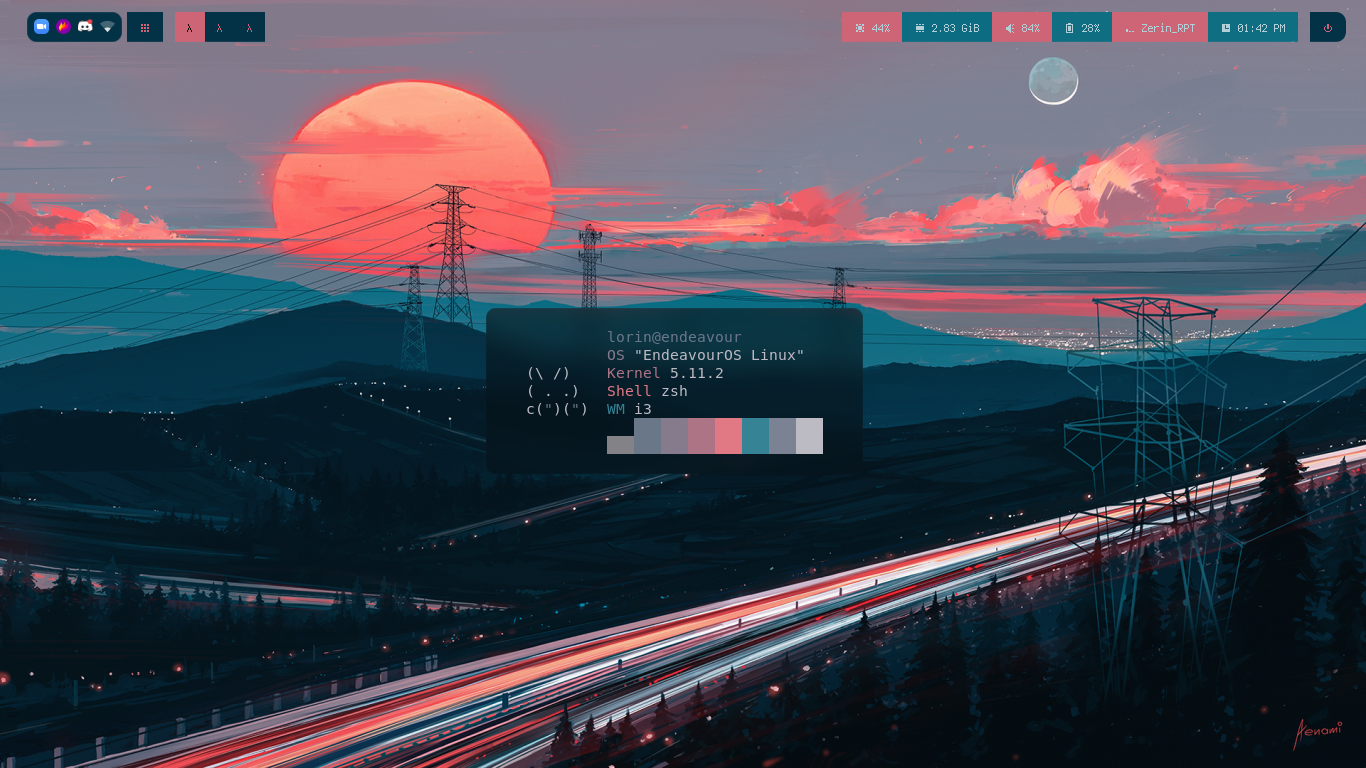 λ λ λ
44% 2.83 GiB 84% 28% Zerin_RPT 01:42 PM
lorin@endeavour
OS "EndeavourOS Linux"
(\ /) Kernel 5.11.2
( . .) Shell zsh
c(")(") WM i3
Aenami